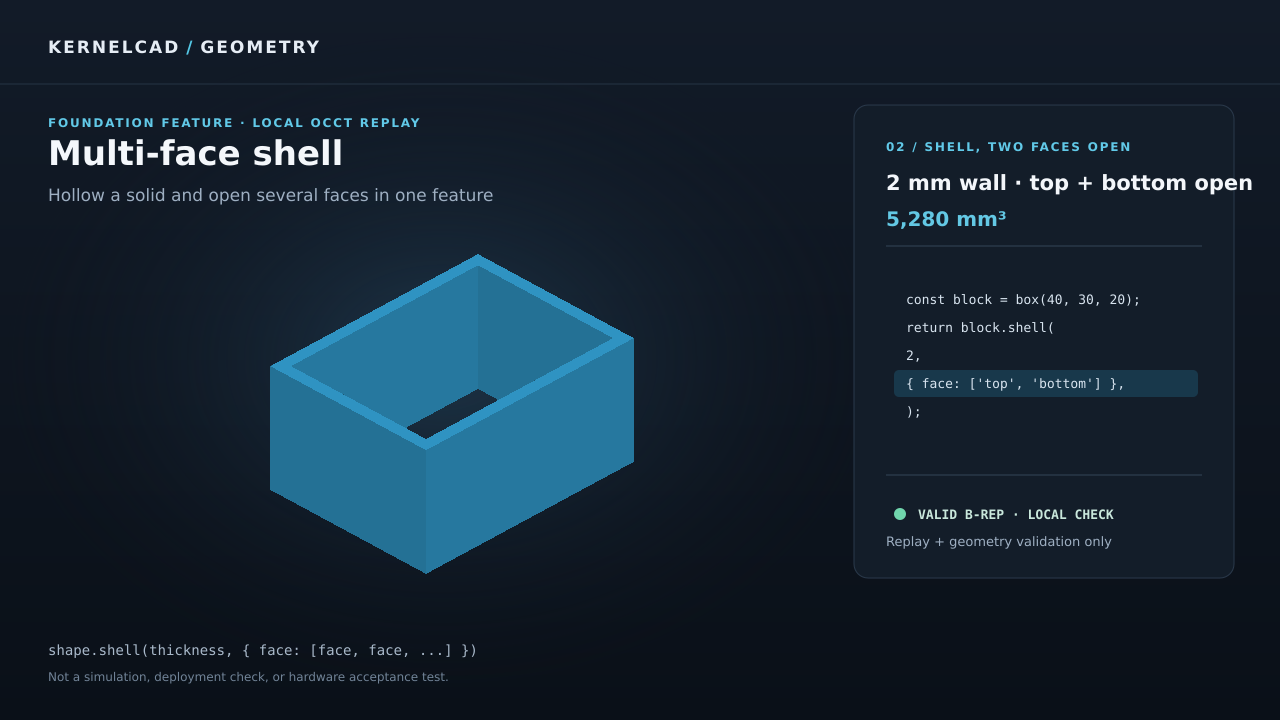 KERNELCAD / GEOMETRY
FOUNDATION FEATURE · LOCAL OCCT REPLAY
Multi-face shell
Hollow a solid and open several faces in one feature
02 / SHELL, TWO FACES OPEN
2 mm wall · top + bottom open
5,280 mm³
const block = box(40, 30, 20);
return block.shell(
2,
{ face: ['top', 'bottom'] },
);
VALID B-REP · LOCAL CHECK
Replay + geometry validation only
shape.shell(thickness, { face: [face, face, ...] })
Not a simulation, deployment check, or hardware acceptance test.